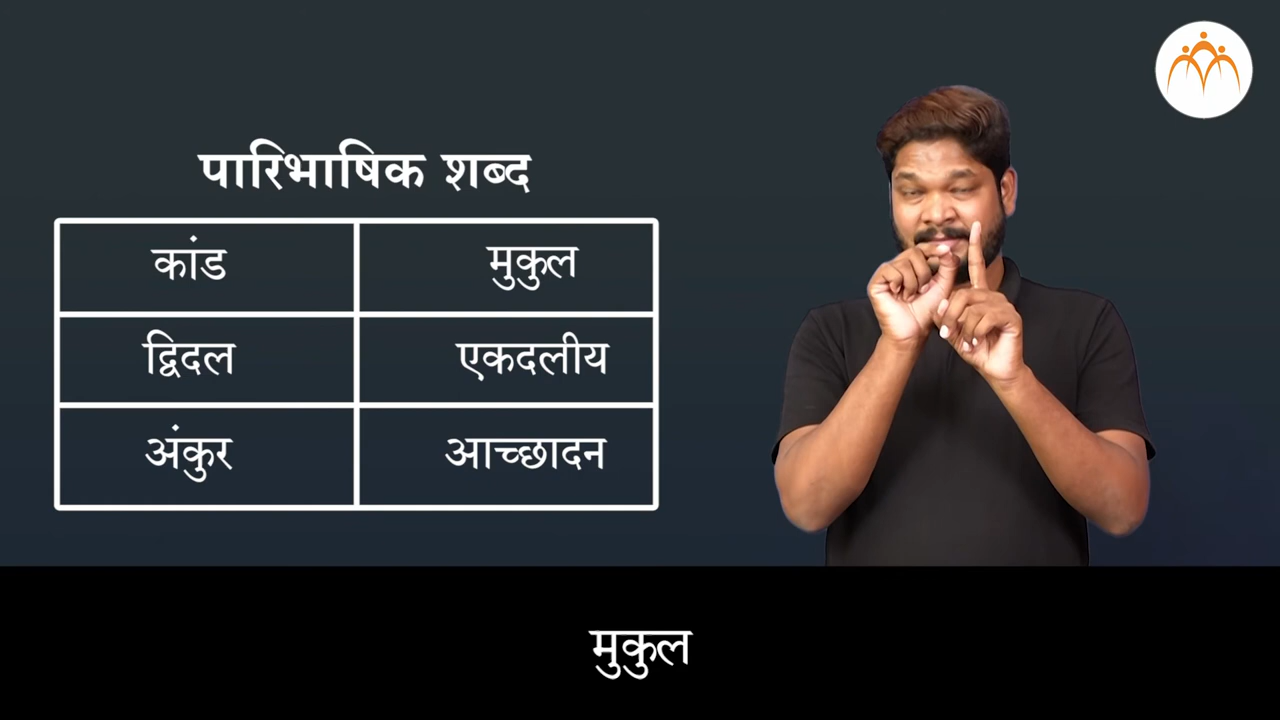 पारिभाषिक शब्द
कांड मुकुल
द्विदल एकदलीय
अंकुर आच्छादन
मुकुल